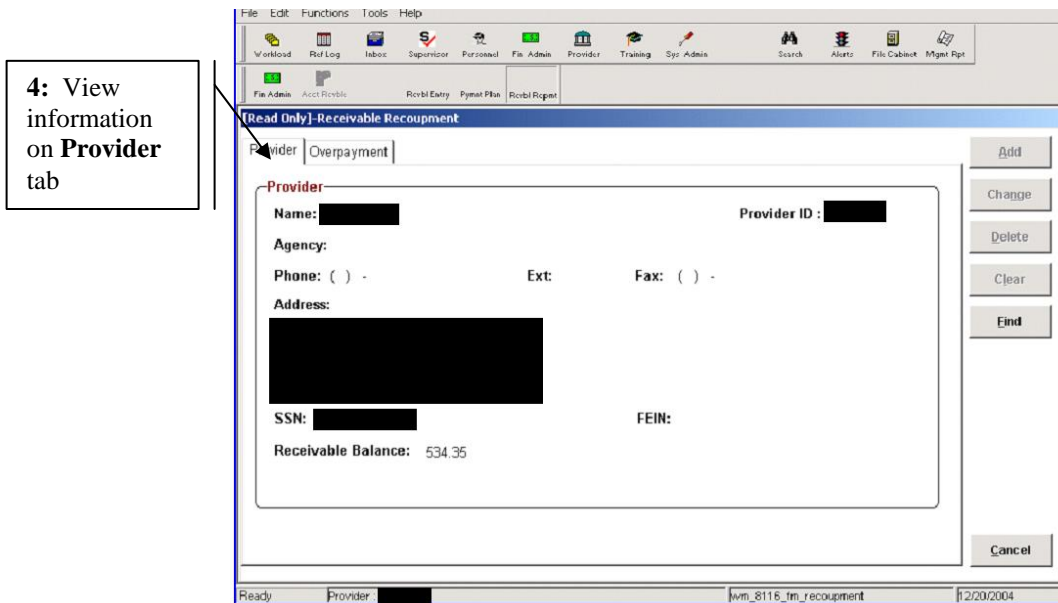 File Edit Functions Tools Help
Workload Ref Log Inbox Supervisor Personnel Fin Admin Provider Training Sys Admin Search Alerts File Cabinet Mgmt Rpt
Fin Admin Acct Rcvble Rcvbl Entry Pymnt Plan Rcvbl Repmt
4: View
information
on Provider
tab
[Read Only]-Receivable Recoupment
Provider Overpayment
Add
Provider
Change
Name: Provider ID :
Delete
Agency:
Phone: ( ) - Ext: Fax: ( ) -
Clear
Address:
Find
SSN: FEIN:
Receivable Balance: 534.35
Cancel
Ready Provider : wm_8116_fm_recoupment 12/20/2004